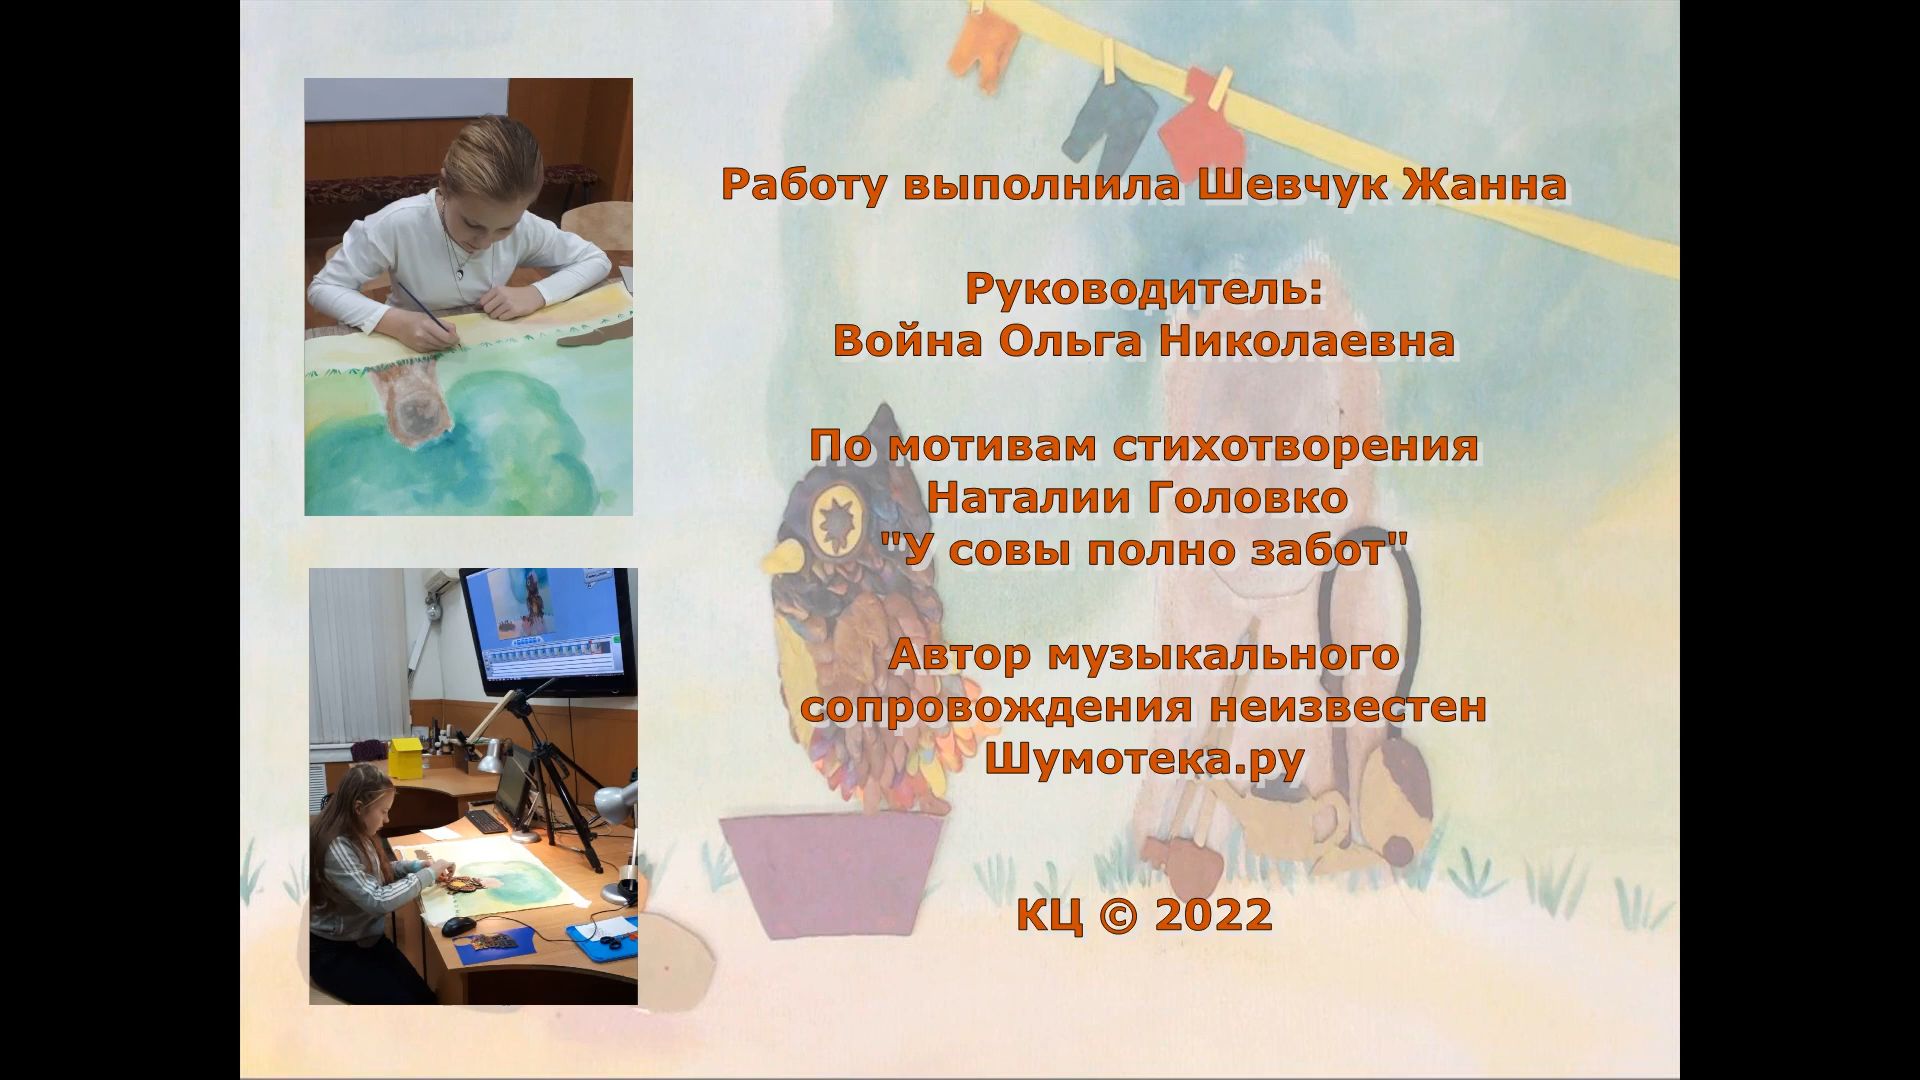 Работу выполнила Шевчук Жанна
Руководитель:
Война Ольга Николаевна
По мотивам стихотворения
Наталии Головко
"У совы полно забот"
Автор музыкального
сопровождения неизвестен
Шумотека.ру
КЦ © 2022